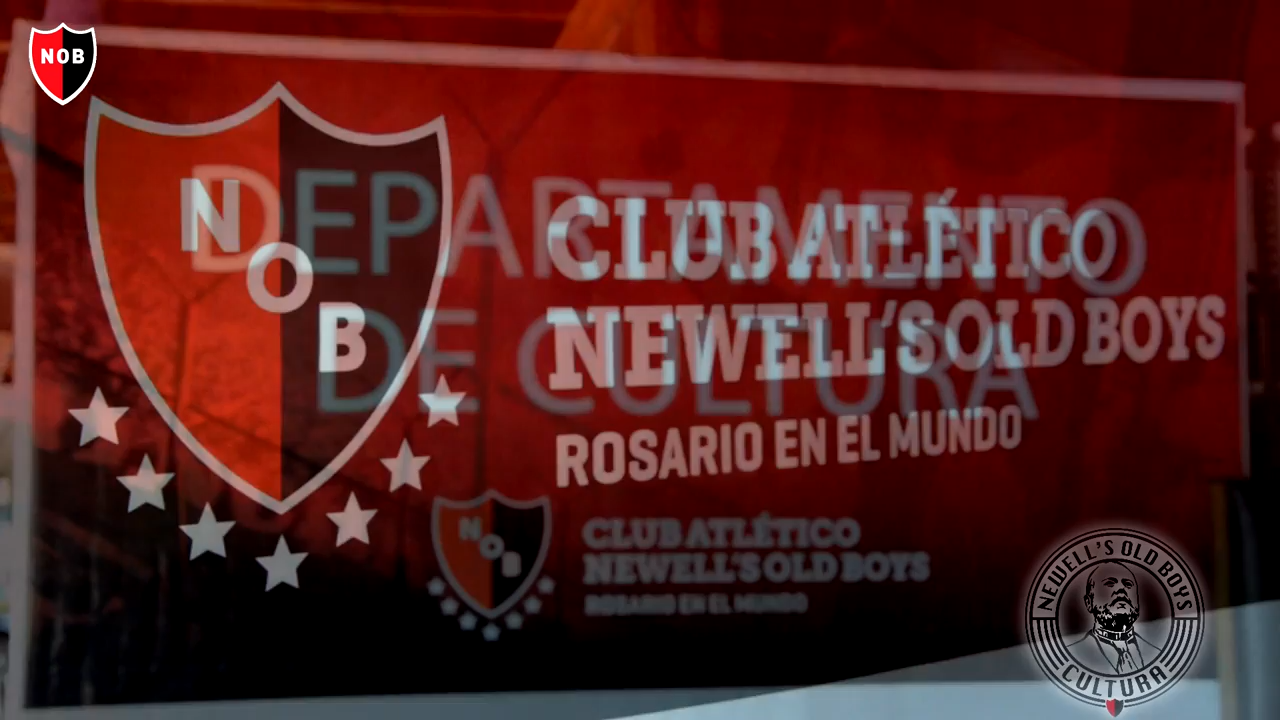 NOB
N
O
B
DEPARTAMENTO
DE CULTURA
CLUB ATLÉTICO
NEWELL'S OLD BOYS
ROSARIO EN EL MUNDO
N
O
B
CLUB ATLÉTICO
NEWELL'S OLD BOYS
ROSARIO EN EL MUNDO
NEWELL'S OLD BOYS
CULTURA